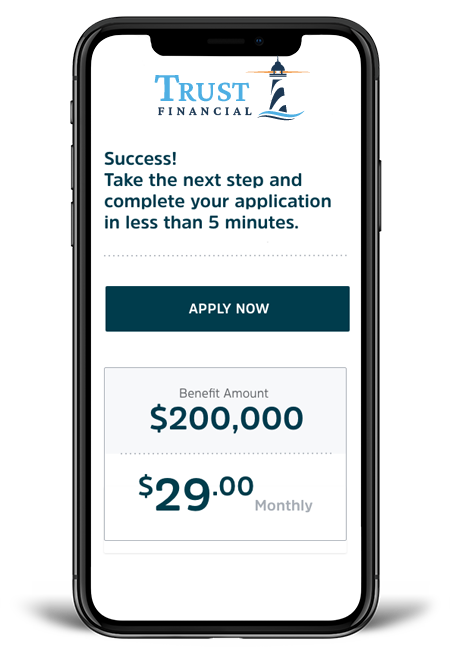 TRUST
FINANCIAL
Success!
Take the next step and
complete your application
in less than 5 minutes.
APPLY NOW
Benefit Amount
$200,000
$29.00
Monthly